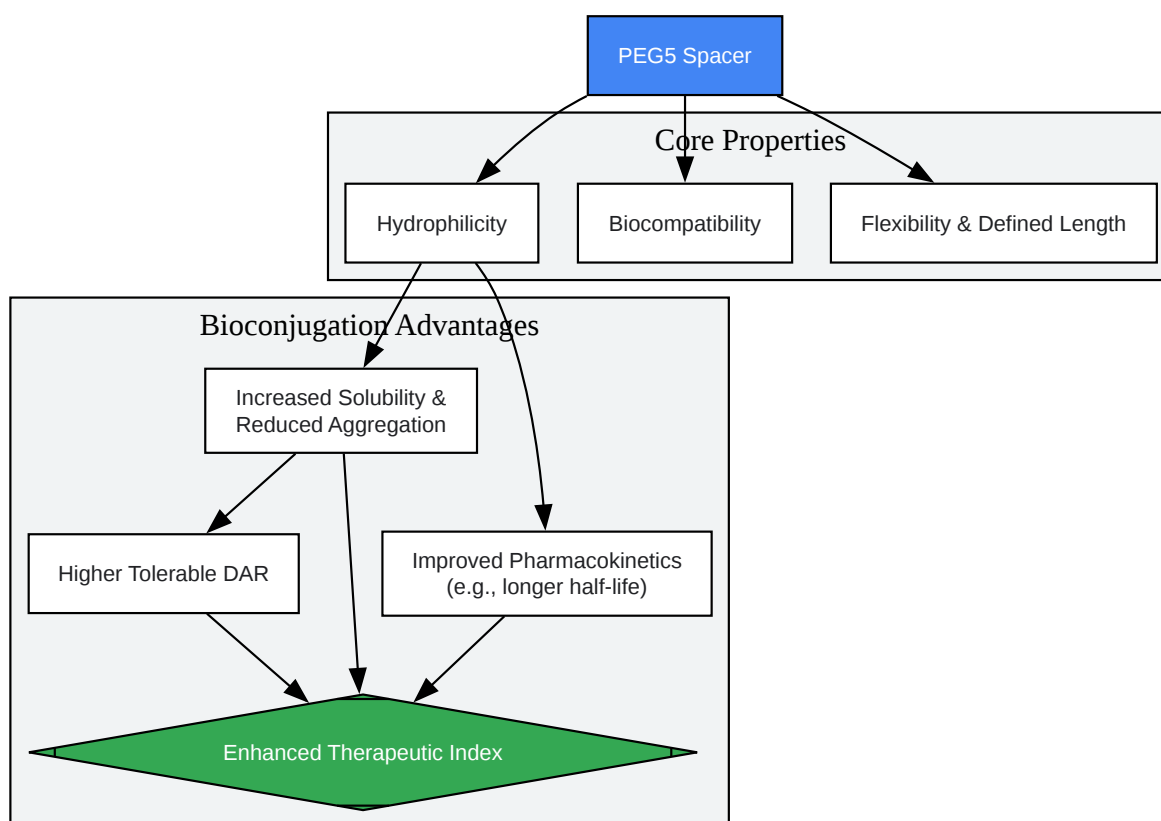 PEG5 Spacer
Core Properties
Hydrophilicity
Biocompatibility
Flexibility & Defined Length
Bioconjugation Advantages
Increased Solubility &
Reduced Aggregation
Higher Tolerable DAR
Improved Pharmacokinetics
(e.g., longer half-life)
Enhanced Therapeutic Index